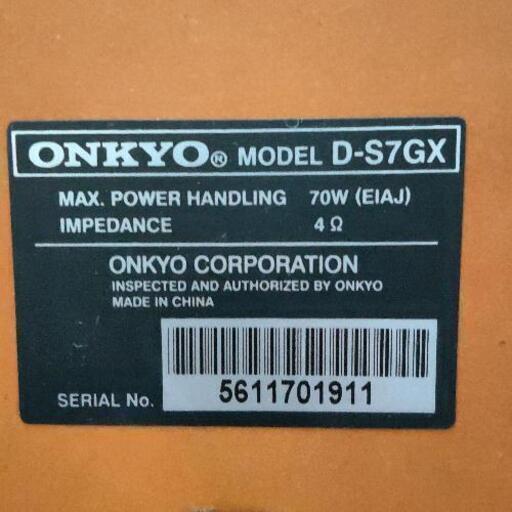 ONKYO® MODEL D-S7GX
MAX. POWER HANDLING 70W (EIAJ)
IMPEDANCE 4 Ω
ONKYO CORPORATION
INSPECTED AND AUTHORIZED BY ONKYO
MADE IN CHINA
5611701911
SERIAL No.